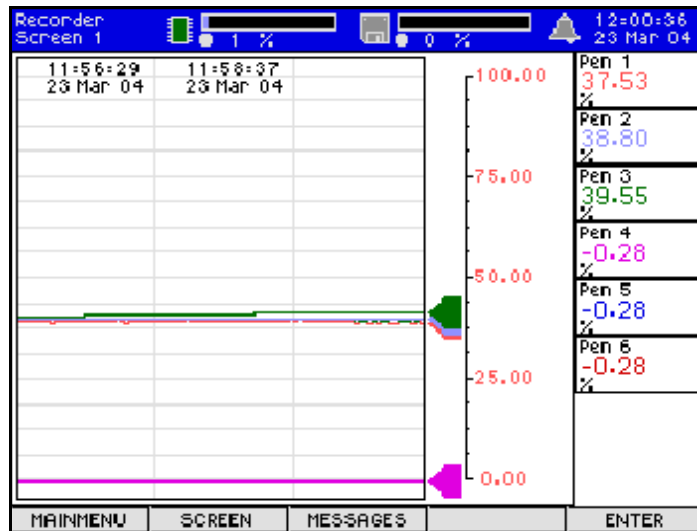 Recorder
Screen 1
1 %
0 %
12:00:36
23 Mar 04
11:56:29
23 Mar 04
11:58:37
23 Mar 04
100.00
75.00
50.00
25.00
0.00
Pen 1
37.53
%
Pen 2
38.80
%
Pen 3
39.55
%
Pen 4
-0.28
%
Pen 5
-0.28
%
Pen 6
-0.28
%
MAINMENU
SCREEN
MESSAGES
ENTER